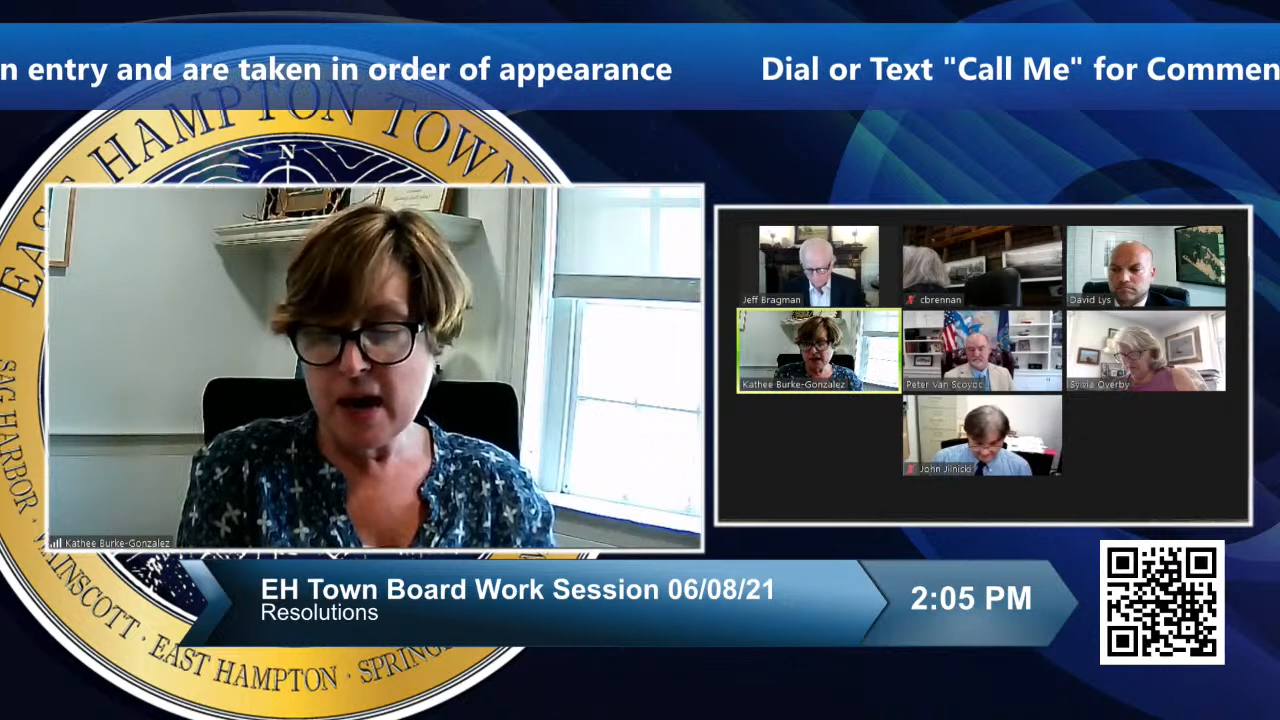 n entry and are taken in order of appearance
Dial or Text "Call Me" for Commen
EAST HAMPTON TOWN
N
Jeff Bragman
cbrennan
David Lys
Kathee Burke-Gonzalez
Peter Van Scoyoc
Sylvia Overby
John Jilnicki
Kathee Burke-Gonzalez
SAG HARBOR · WAINSCOTT · EAST HAMPTON · SPRING
EH Town Board Work Session 06/08/21
Resolutions
2:05 PM